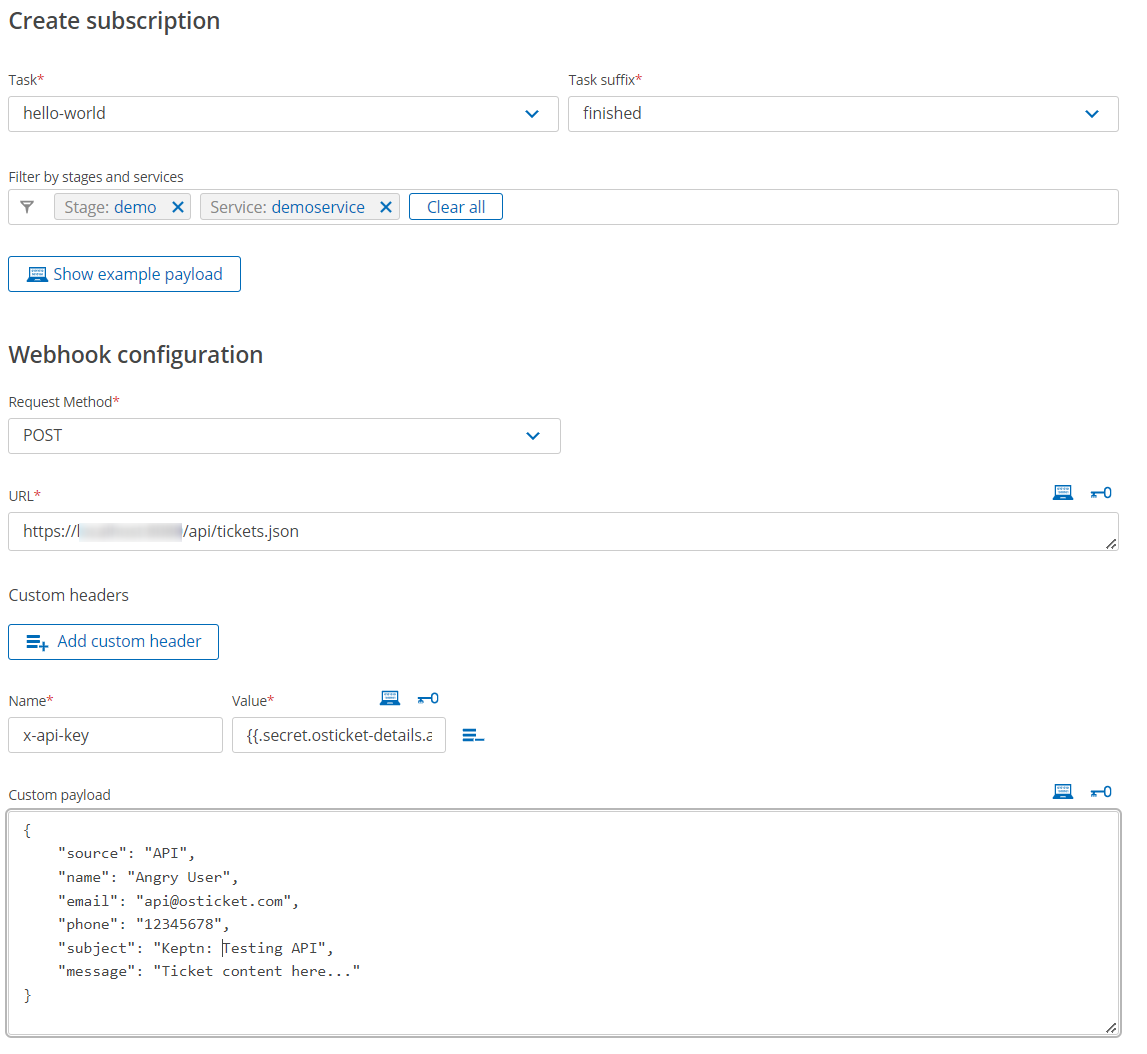 Create subscription
Task* Task suffix*
hello-world finished
Filter by stages and services
Stage: demo Service: demoservice Clear all
Show example payload
Webhook configuration
Request Method*
POST
URL*
https:// /api/tickets.json
Custom headers
Add custom header
Name* Value*
x-api-key {{.secret.osticket-details.a
Custom payload
{
"source": "API",
"name": "Angry User",
"email": "api@osticket.com",
"phone": "12345678",
"subject": "Keptn: Testing API",
"message": "Ticket content here..."
}